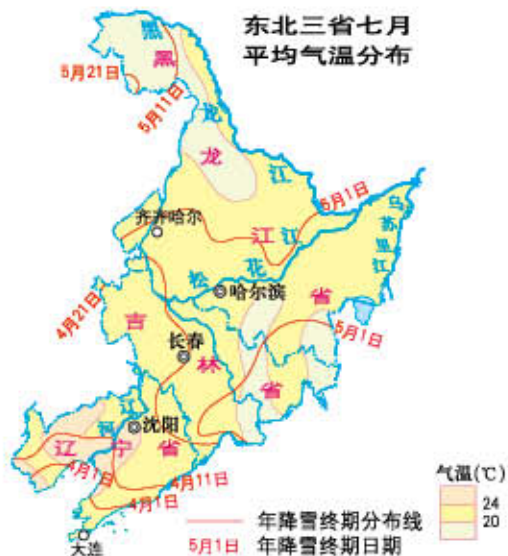 东北三省七月
平均气温分布
黑
黑
5月21日
5月11日
龙
龙
江
5月1日
乌苏里江
齐齐哈尔
江
江
花
松
哈尔滨
省
4月21日
吉
5月1日
长春
林
省
江
河
沈阳
辽
宁
省
4月1日
4月11日
4月1日
大连
气温(℃)
24
20
年降雪终期分布线
5月1日 年降雪终期日期